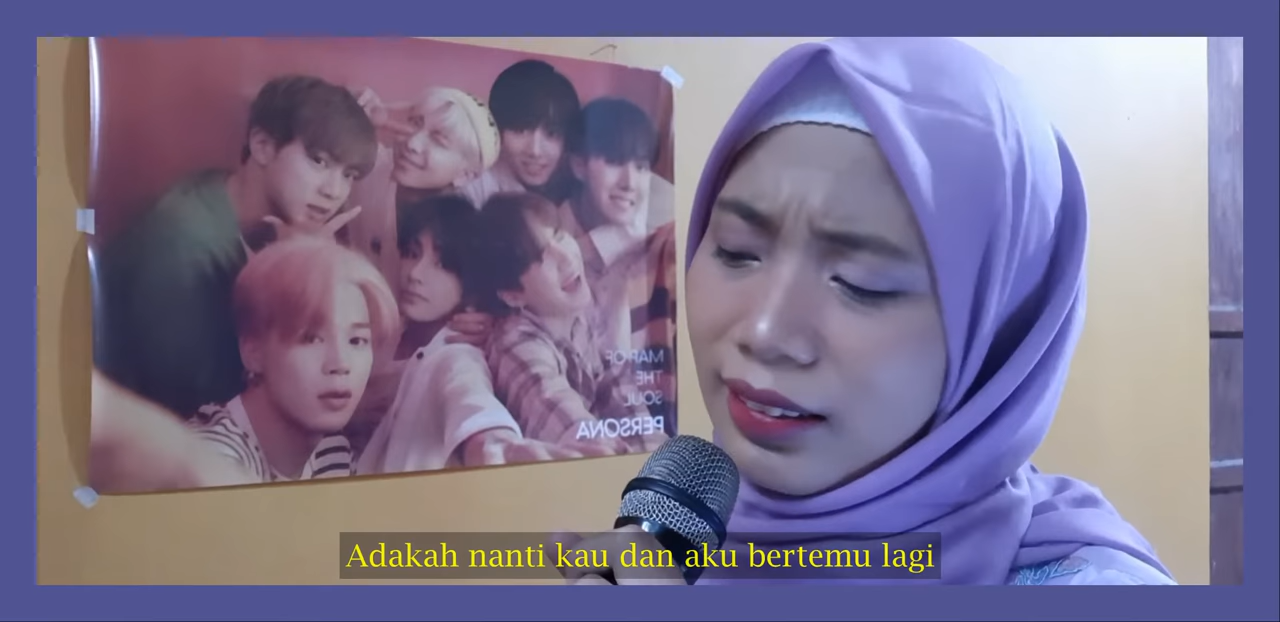 MAP OF
THE
SOUL
PERSONA
Adakah nanti kau dan aku bertemu lagi